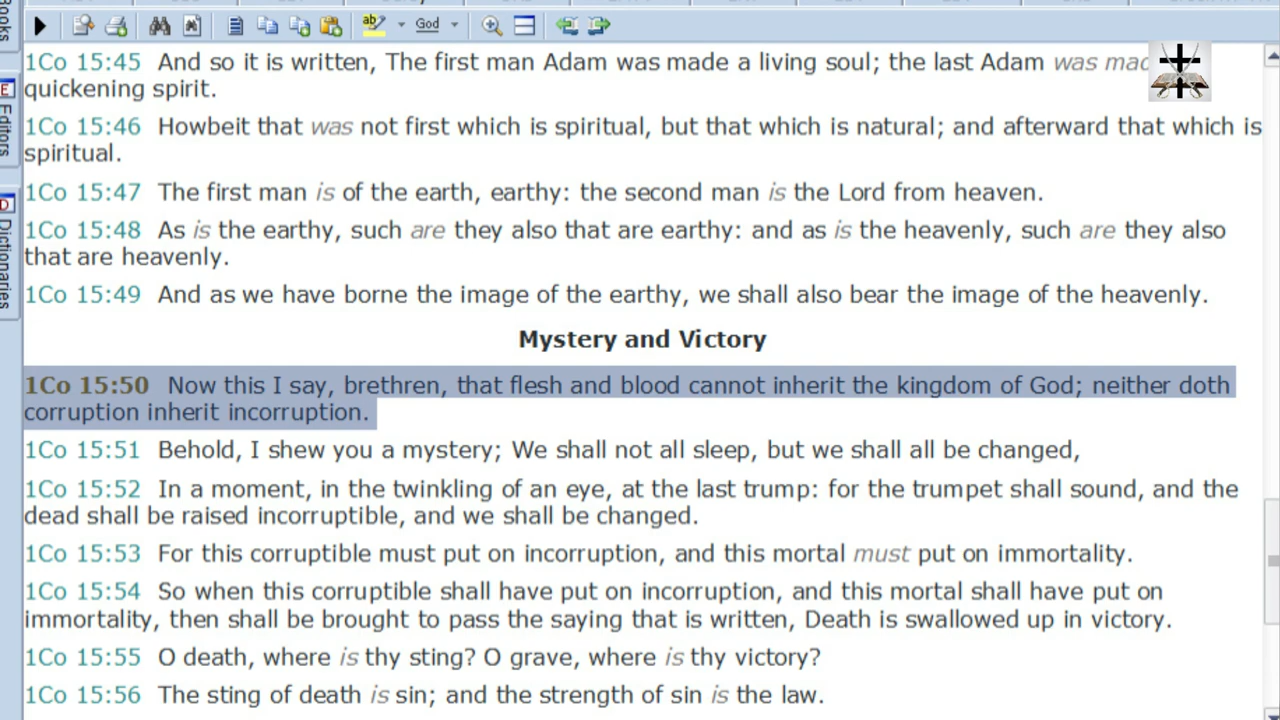 ooks
Editors
Dictionaries
ab
God
1Co 15:45 And so it is written, The first man Adam was made a living soul; the last Adam was mad
quickening spirit.
1Co 15:46 Howbeit that was not first which is spiritual, but that which is natural; and afterward that which is
spiritual.
1Co 15:47 The first man is of the earth, earthy: the second man is the Lord from heaven.
1Co 15:48 As is the earthy, such are they also that are earthy: and as is the heavenly, such are they also
that are heavenly.
1Co 15:49 And as we have borne the image of the earthy, we shall also bear the image of the heavenly.
Mystery and Victory
1Co 15:50 Now this I say, brethren, that flesh and blood cannot inherit the kingdom of God; neither doth
corruption inherit incorruption.
1Co 15:51 Behold, I shew you a mystery; We shall not all sleep, but we shall all be changed,
1Co 15:52 In a moment, in the twinkling of an eye, at the last trump: for the trumpet shall sound, and the
dead shall be raised incorruptible, and we shall be changed.
1Co 15:53 For this corruptible must put on incorruption, and this mortal must put on immortality.
1Co 15:54 So when this corruptible shall have put on incorruption, and this mortal shall have put on
immortality, then shall be brought to pass the saying that is written, Death is swallowed up in victory.
1Co 15:55 O death, where is thy sting? O grave, where is thy victory?
1Co 15:56 The sting of death is sin; and the strength of sin is the law.